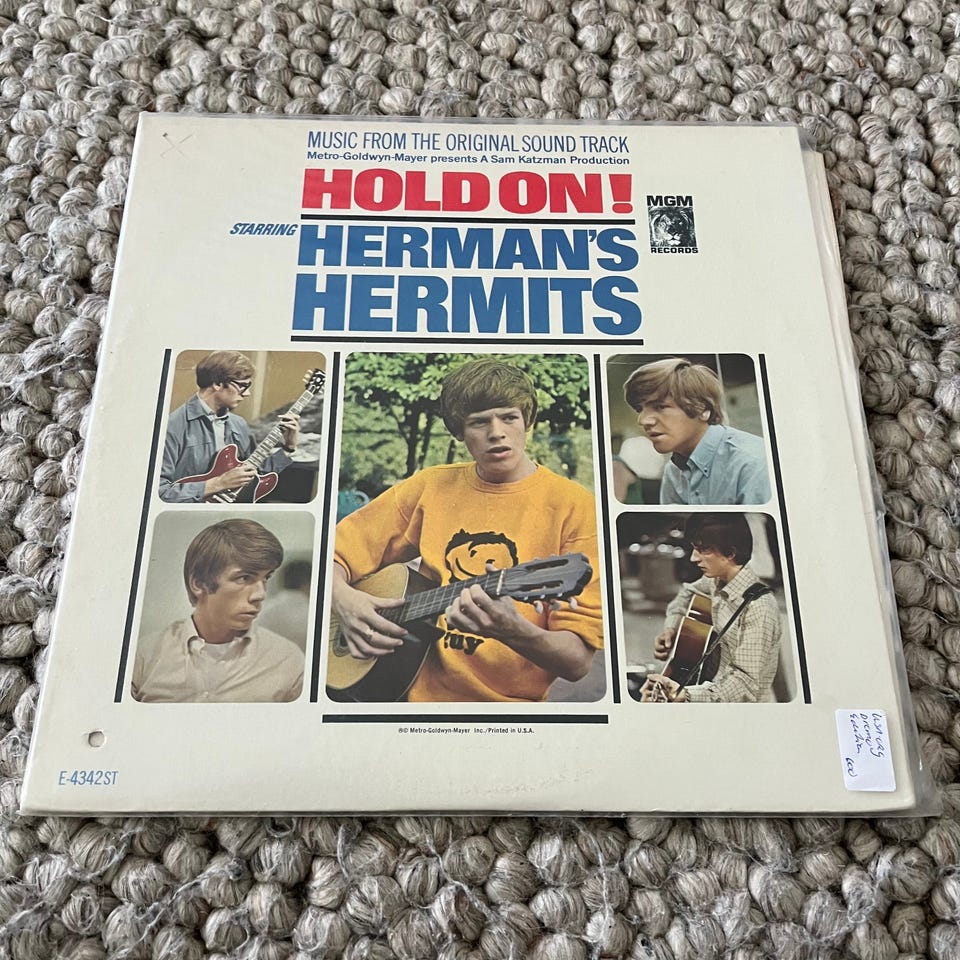 MUSIC FROM THE ORIGINAL SOUND TRACK
Metro-Goldwyn-Mayer presents A Sam Katzman Production
HOLD ON!
MGM
RECORDS
STARRING
HERMAN'S
HERMITS
℗© Metro-Goldwyn-Mayer Inc./Printed in U.S.A.
E-4342ST